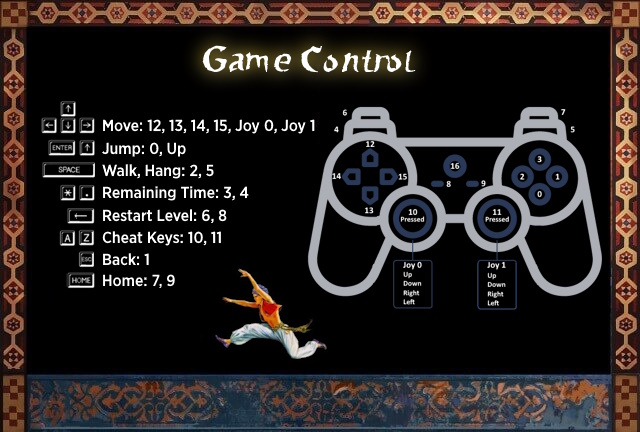 Game Control
↑
← ↓ → Move: 12, 13, 14, 15, Joy 0, Joy 1
ENTER ↑ Jump: 0, Up
SPACE Walk, Hang: 2, 5
* . Remaining Time: 3, 4
← Restart Level: 6, 8
A Z Cheat Keys: 10, 11
ESC Back: 1
HOME Home: 7, 9
6
7
4
5
12
3
16
14
15
2
1
8
9
0
13
10
Pressed
11
Pressed
Joy 0
Up
Down
Right
Left
Joy 1
Up
Down
Right
Left